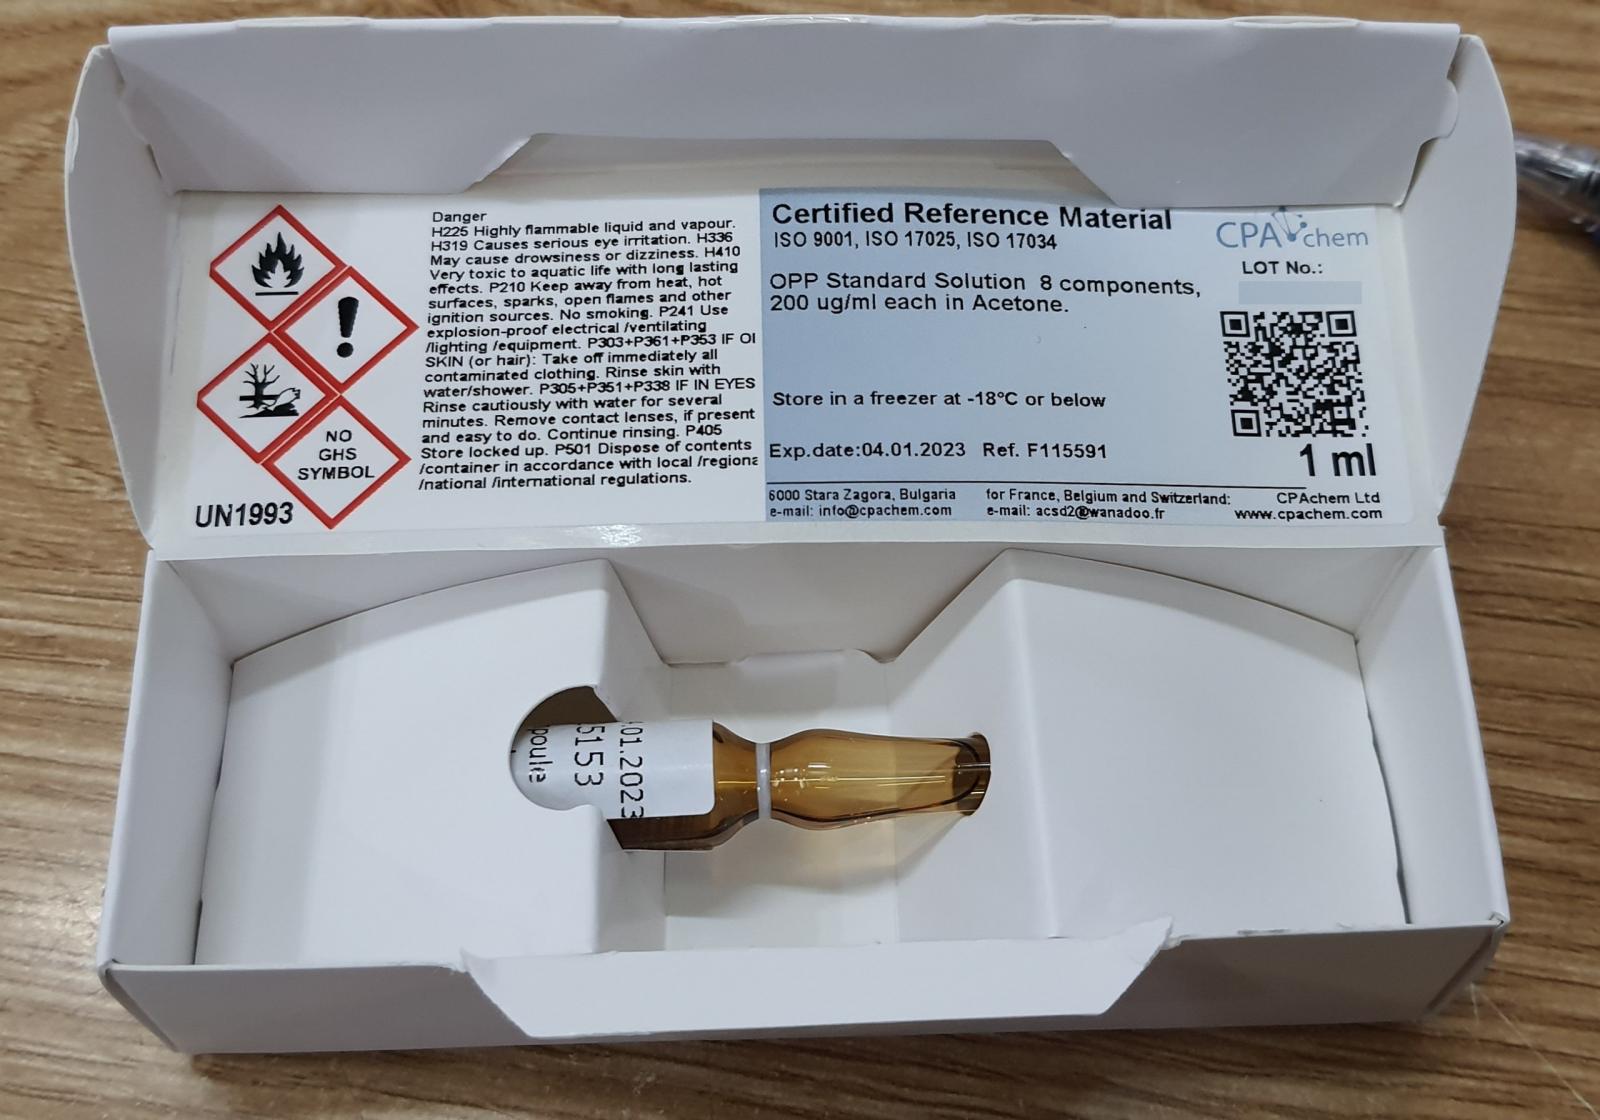 Danger
H225 Highly flammable liquid and vapour.
H319 Causes serious eye irritation. H336
May cause drowsiness or dizziness. H410
Very toxic to aquatic life with long lasting
effects. P210 Keep away from heat, hot
surfaces, sparks, open flames and other
ignition sources. No smoking. P241 Use
explosion-proof electrical /ventilating
/lighting /equipment. P303+P361+P353 IF
SKIN (or hair): Take off immediately all
contaminated clothing. Rinse skin with
water/shower. P305+P351+P338 IF IN EYES
Rinse cautiously with water for several
minutes. Remove contact lenses, if present
and easy to do. Continue rinsing. P405
Store locked up. P501 Dispose of contents
/container in accordance with local /regiona
/national /international regulations.
NO
GHS
SYMBOL
UN1993
Certified Reference Material
ISO 9001, ISO 17025, ISO 17034
OPP Standard Solution 8 components,
200 ug/ml each in Acetone.
Store in a freezer at -18°C or below
Exp.date:04.01.2023 Ref. F115591
CPAchem
LOT No.:
1 ml
6000 Stara Zagora, Bulgaria
e-mail: info@cpachem.com
for France, Belgium and Switzerland:
e-mail: acsd2@wanadoo.fr
CPAchem Ltd
www.cpachem.com
.01.2023
5153
poule